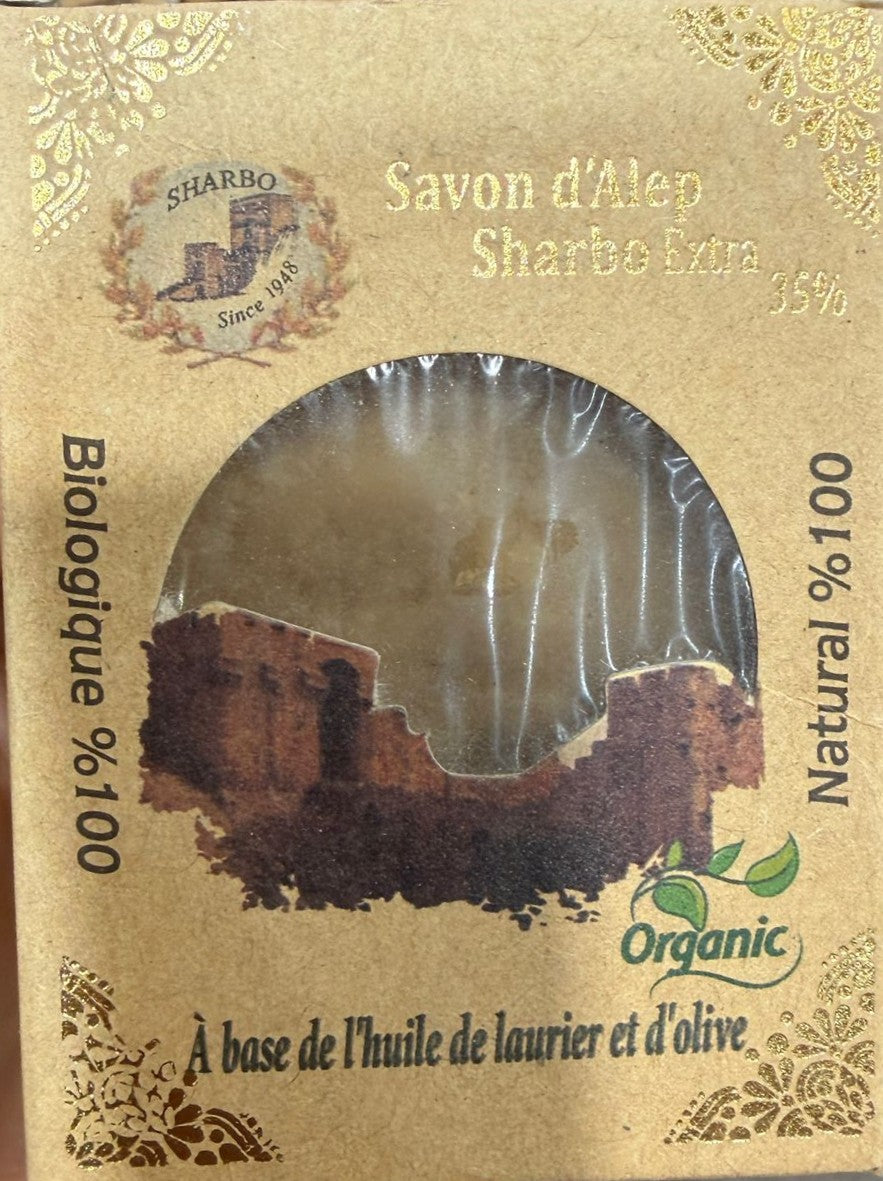 SHARBO
Since 1948
Savon d'Alep
Sharbo Extra
35%
Biologique %100
Natural %100
Organic
À base de l'huile de laurier et d'olive